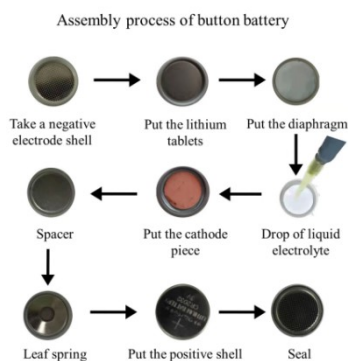 Assembly process of button battery
Take a negative
electrode shell
Put the lithium
tablets
Put the diaphragm
Spacer
Put the cathode
piece
Drop of liquid
electrolyte
Leaf spring
Put the positive shell
Seal